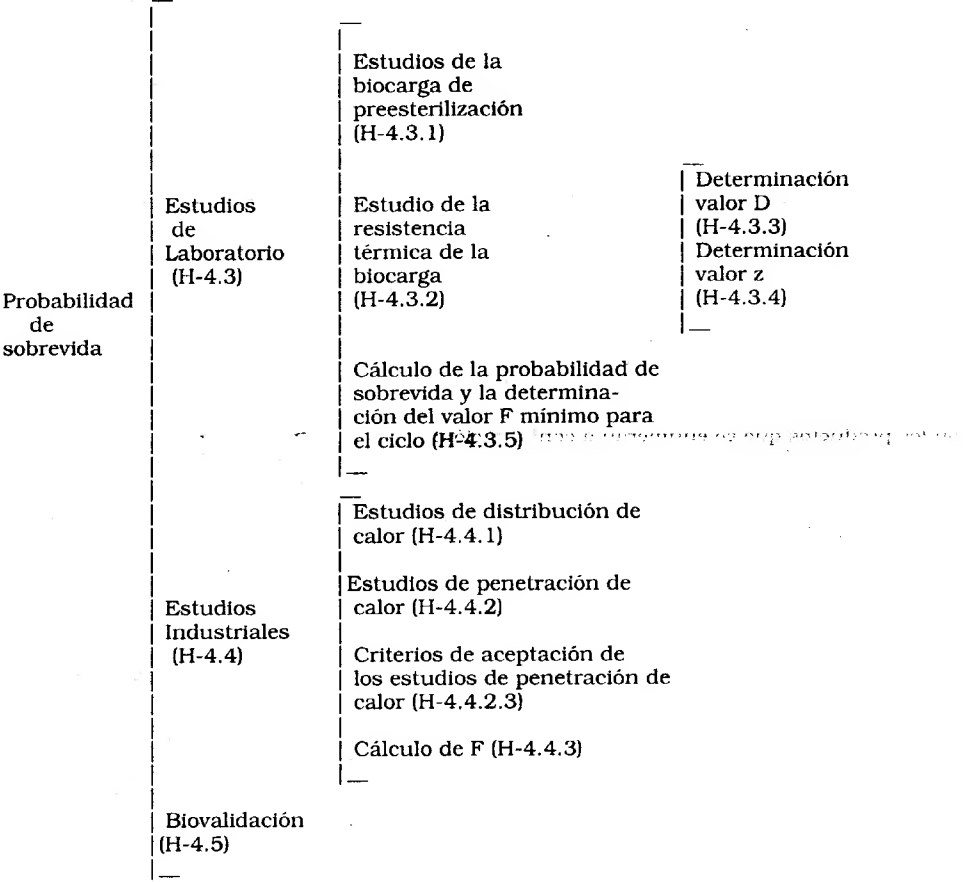 Estudios de la
biocarga de
preesterilización
(H-4.3.1)
Determinación
valor D
(H-4.3.3)
Determinación
valor z
(H-4.3.4)
Estudios
de
Laboratorio
(H-4.3)
Estudio de la
resistencia
térmica de la
biocarga
(H-4.3.2)
Probabilidad
de
sobrevida
Cálculo de la probabilidad de
sobrevida y la determina-
ción del valor F mínimo para
el ciclo (H-4.3.5)
Estudios de distribución de
calor (H-4.4.1)
Estudios de penetración de
calor (H-4.4.2)
Estudios
Industriales
(H-4.4)
Criterios de aceptación de
los estudios de penetración de
calor (H-4.4.2.3)
Cálculo de F (H-4.4.3)
Biovalidación
(H-4.5)